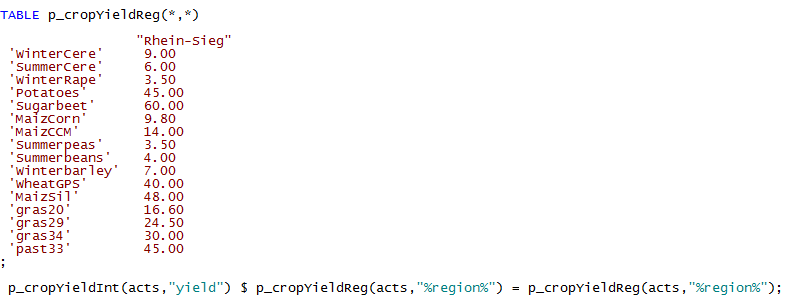 TABLE p_cropYieldReg(*,*)
"Rhein-Sieg"
'WinterCere' 9.00
'SummerCere' 6.00
'WinterRape' 3.50
'Potatoes' 45.00
'Sugarbeet' 60.00
'MaizCorn' 9.80
'MaizCCM' 14.00
'Summerpeas' 3.50
'Summerbeans' 4.00
'Winterbarley' 7.00
'WheatGPS' 40.00
'MaizSil' 48.00
'gras20' 16.60
'gras29' 24.50
'gras34' 30.00
'past33' 45.00
;
p_cropYieldInt(acts,"yield") $ p_cropYieldReg(acts,"%region%") = p_cropYieldReg(acts,"%region%");